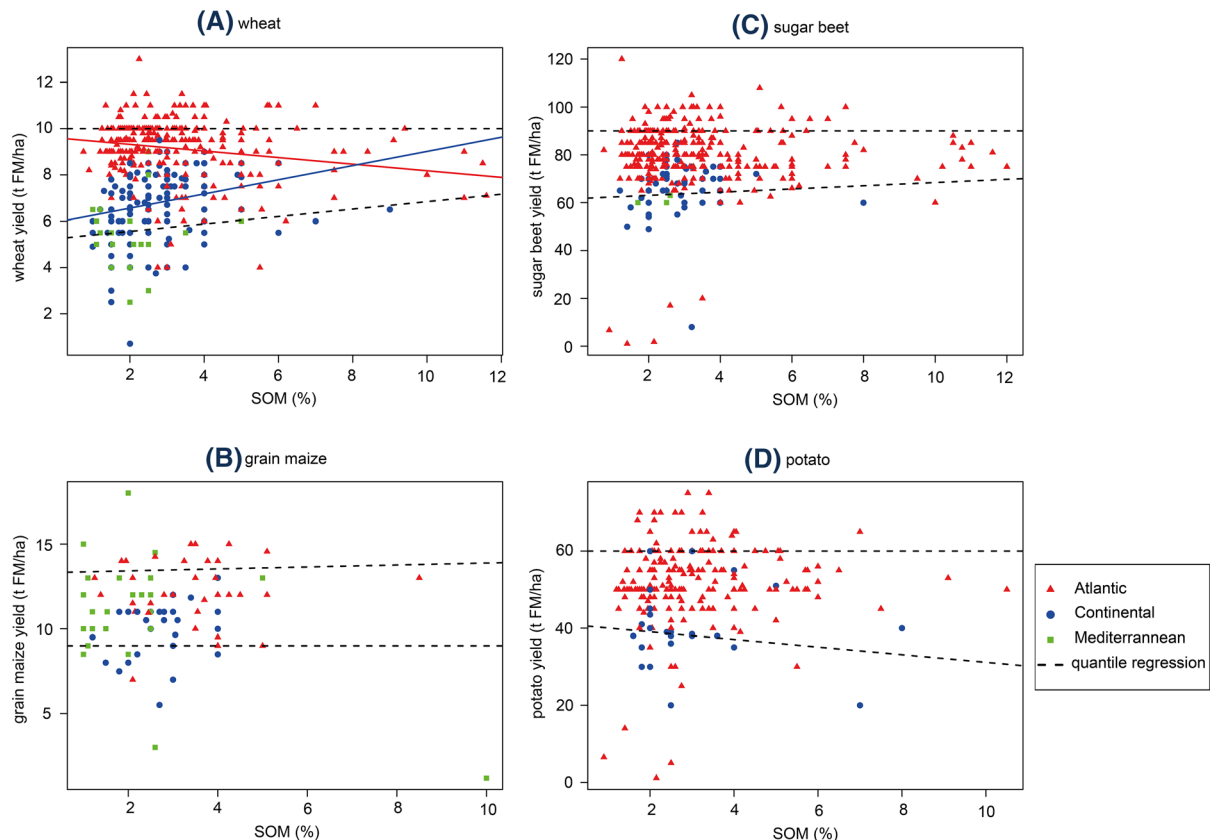 (A) wheat
wheat yield (t FM/ha)
12
10
8
6
4
2
2 4 6 8 10 12
SOM (%)
(C) sugar beet
sugar beet yield (t FM/ha)
120
100
80
60
40
20
0
2 4 6 8 10 12
SOM (%)
(B) grain maize
grain maize yield (t FM/ha)
15
10
5
2 4 6 8 10
SOM (%)
(D) potato
potato yield (t FM/ha)
60
40
20
0
2 4 6 8 10
SOM (%)
Atlantic
Continental
Mediterrannean
quantile regression